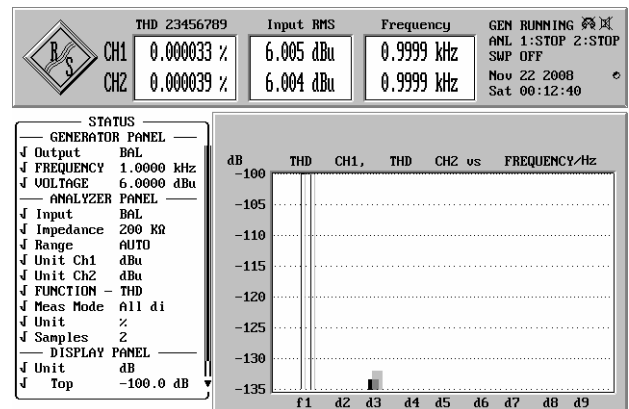 THD 23456789 Input RMS Frequency
CH1 0.000033 % 6.005 dBu 0.9999 kHz
CH2 0.000039 % 6.004 dBu 0.9999 kHz
R S
GEN RUNNING
ANL 1:STOP 2:STOP
SWP OFF
Nov 22 2008
Sat 00:12:40
STATUS
GENERATOR PANEL
Output BAL
FREQUENCY 1.0000 kHz
VOLTAGE 6.0000 dBu
ANALYZER PANEL
Input BAL
Impedance 200 KΩ
Range AUTO
Unit Ch1 dBu
Unit Ch2 dBu
FUNCTION - THD
Meas Mode All di
Unit %
Samples 2
DISPLAY PANEL
Unit dB
Top -100.0 dB
dB THD CH1, THD CH2 vs FREQUENCY/Hz
-100
-105
-110
-115
-120
-125
-130
-135
f1 d2 d3 d4 d5 d6 d7 d8 d9